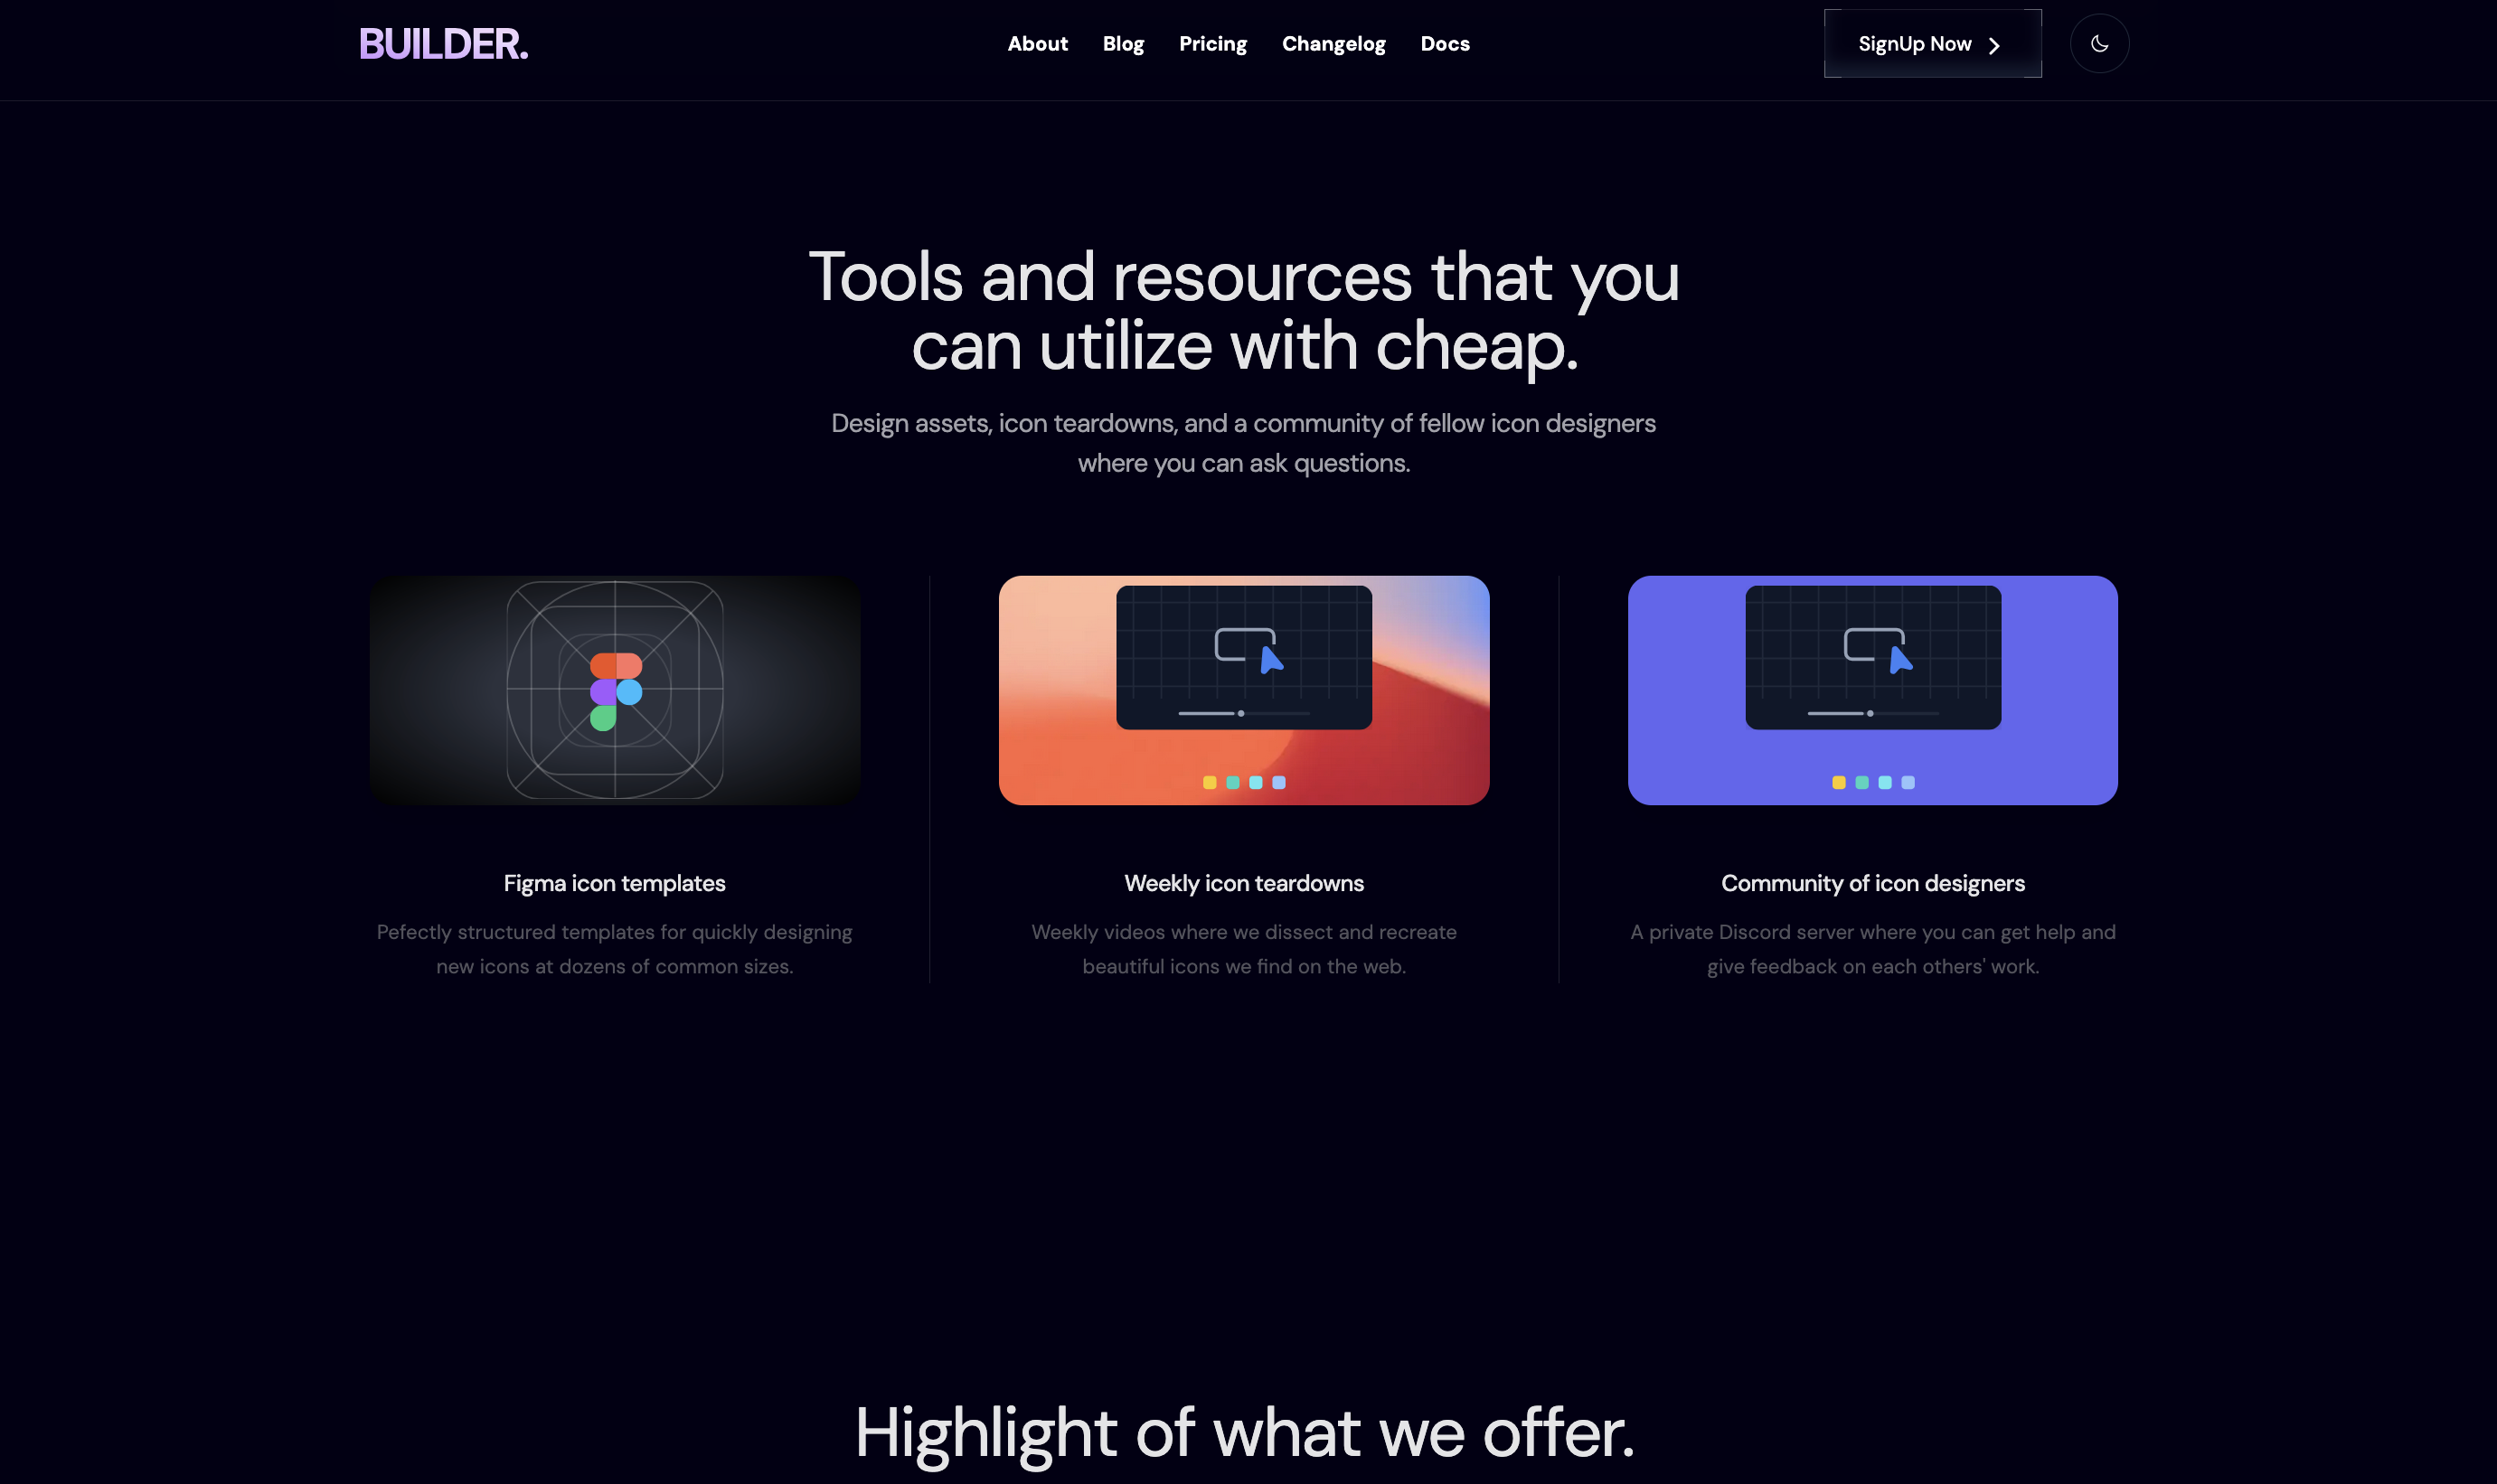 BUILDER.
About Blog Pricing Changelog Docs
SignUp Now
Tools and resources that you
can utilize with cheap.
Design assets, icon teardowns, and a community of fellow icon designers
where you can ask questions.
Figma icon templates
Pefectly structured templates for quickly designing
new icons at dozens of common sizes.
Weekly icon teardowns
Weekly videos where we dissect and recreate
beautiful icons we find on the web.
Community of icon designers
A private Discord server where you can get help and
give feedback on each others' work.
Highlight of what we offer.